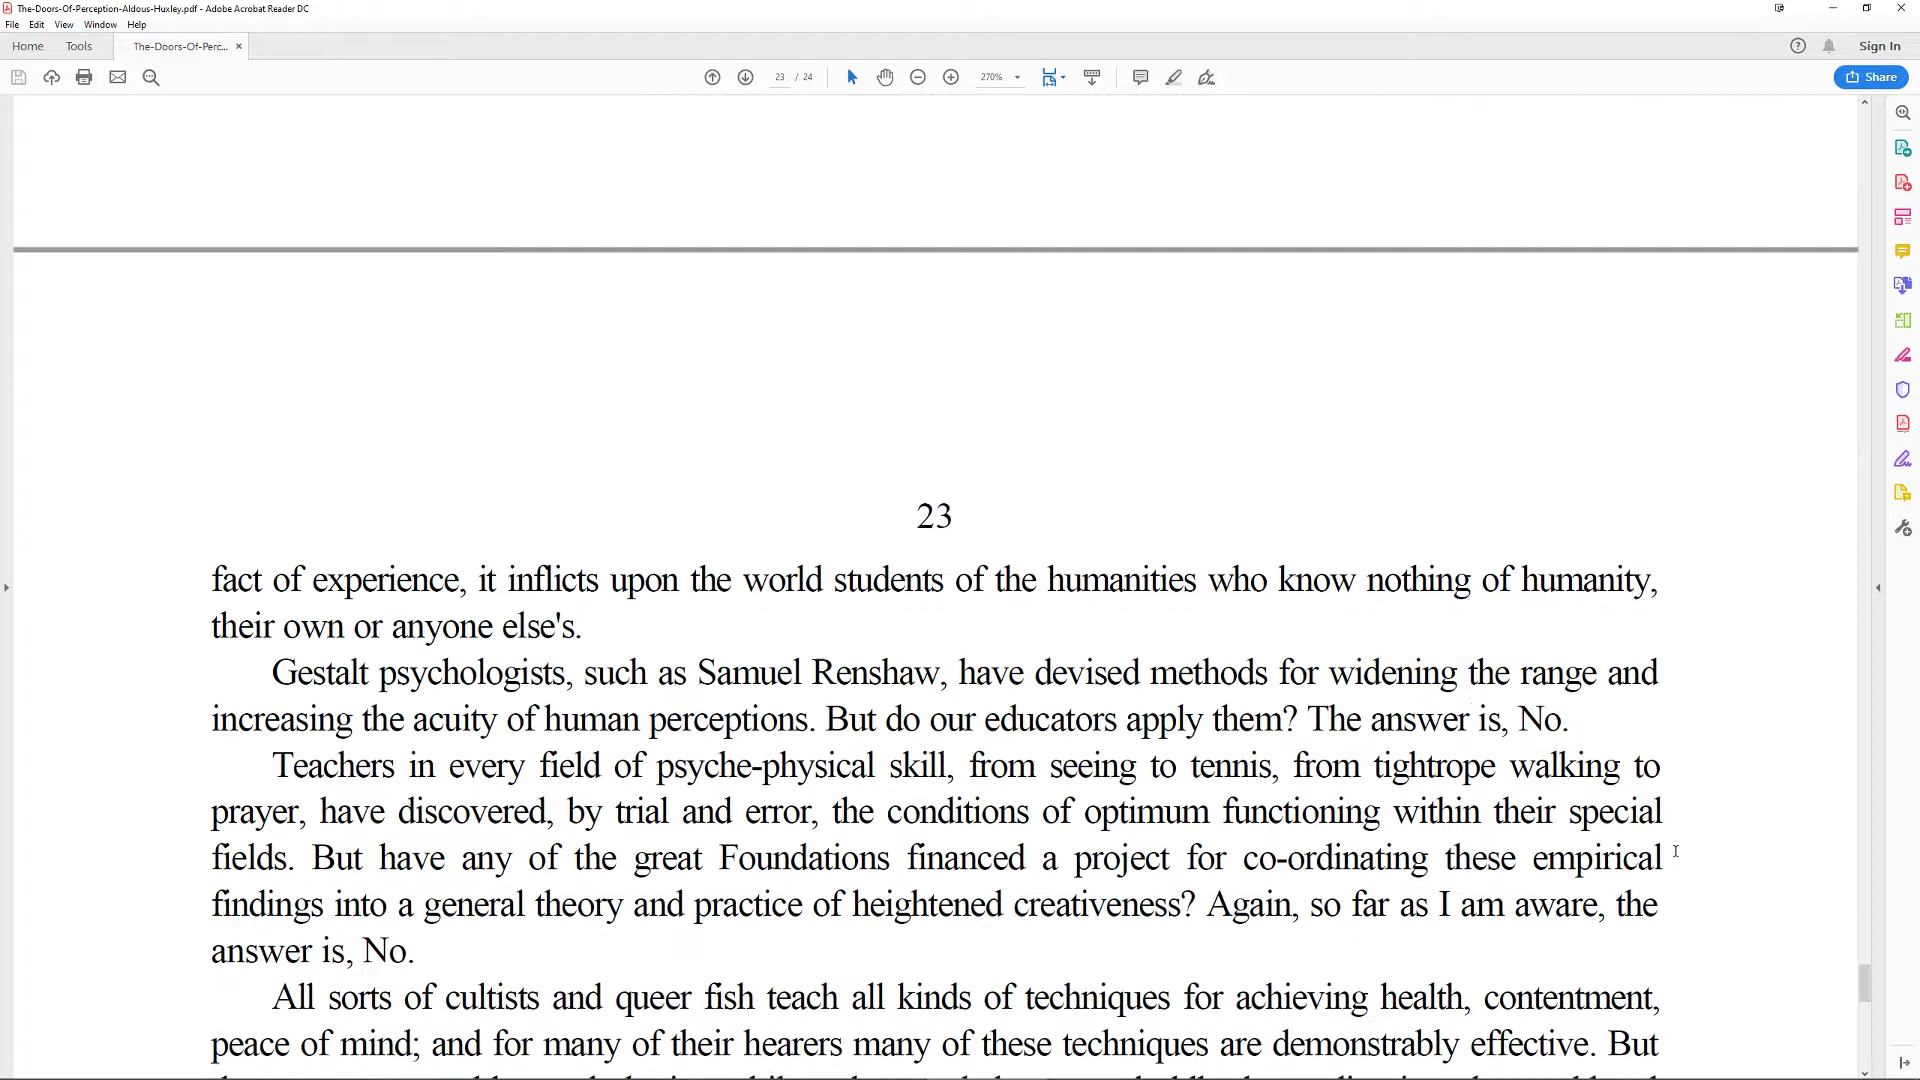 The-Doors-Of-Perception-Aldous-Huxley.pdf - Adobe Acrobat Reader DC
File Edit View Window Help
Home Tools The-Doors-Of-Perc... × Sign In
23 / 24 270% Share
23
fact of experience, it inflicts upon the world students of the humanities who know nothing of humanity,
their own or anyone else's.
Gestalt psychologists, such as Samuel Renshaw, have devised methods for widening the range and
increasing the acuity of human perceptions. But do our educators apply them? The answer is, No.
Teachers in every field of psyche-physical skill, from seeing to tennis, from tightrope walking to
prayer, have discovered, by trial and error, the conditions of optimum functioning within their special
fields. But have any of the great Foundations financed a project for co-ordinating these empirical
findings into a general theory and practice of heightened creativeness? Again, so far as I am aware, the
answer is, No.
All sorts of cultists and queer fish teach all kinds of techniques for achieving health, contentment,
peace of mind; and for many of their hearers many of these techniques are demonstrably effective. But